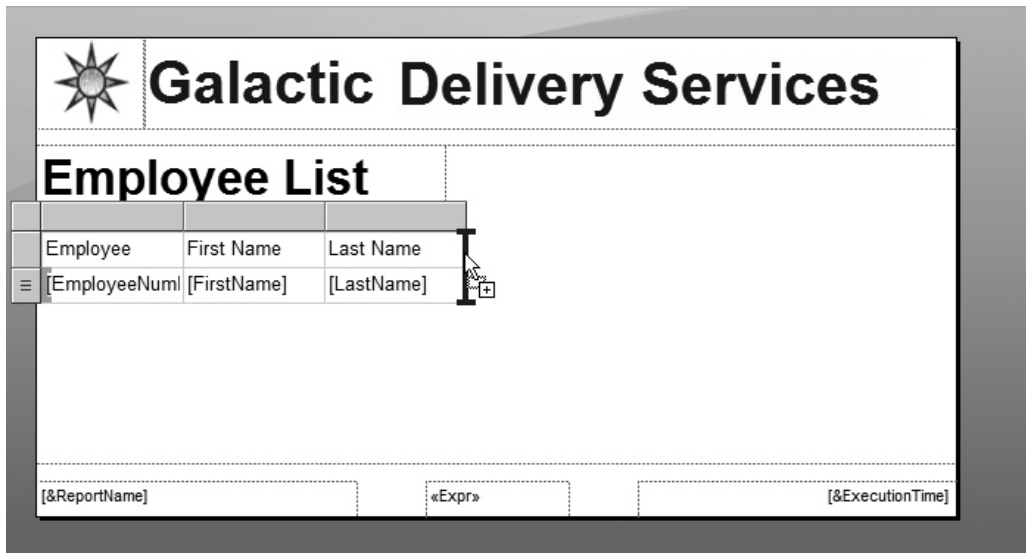 Galactic Delivery Services
Employee List
Employee First Name Last Name
[EmployeeNuml [FirstName] [LastName]
[&ReportName] «Expr» [&ExecutionTime]